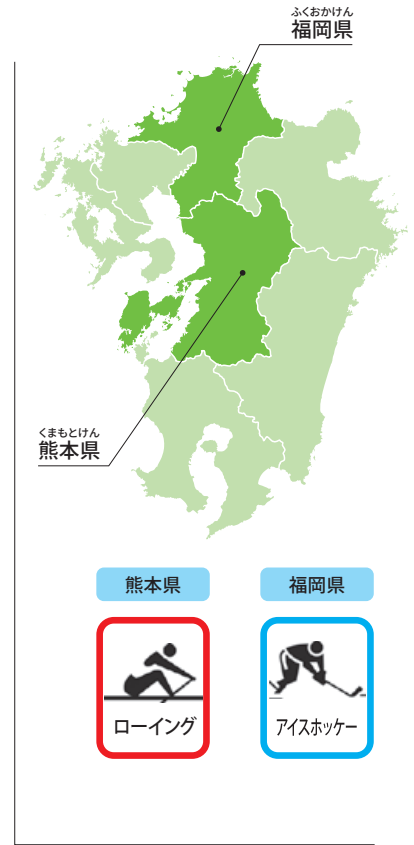 ふくおかけん
福岡県
くまもとけん
熊本県
熊本県
福岡県
ローイング
アイスホッケー